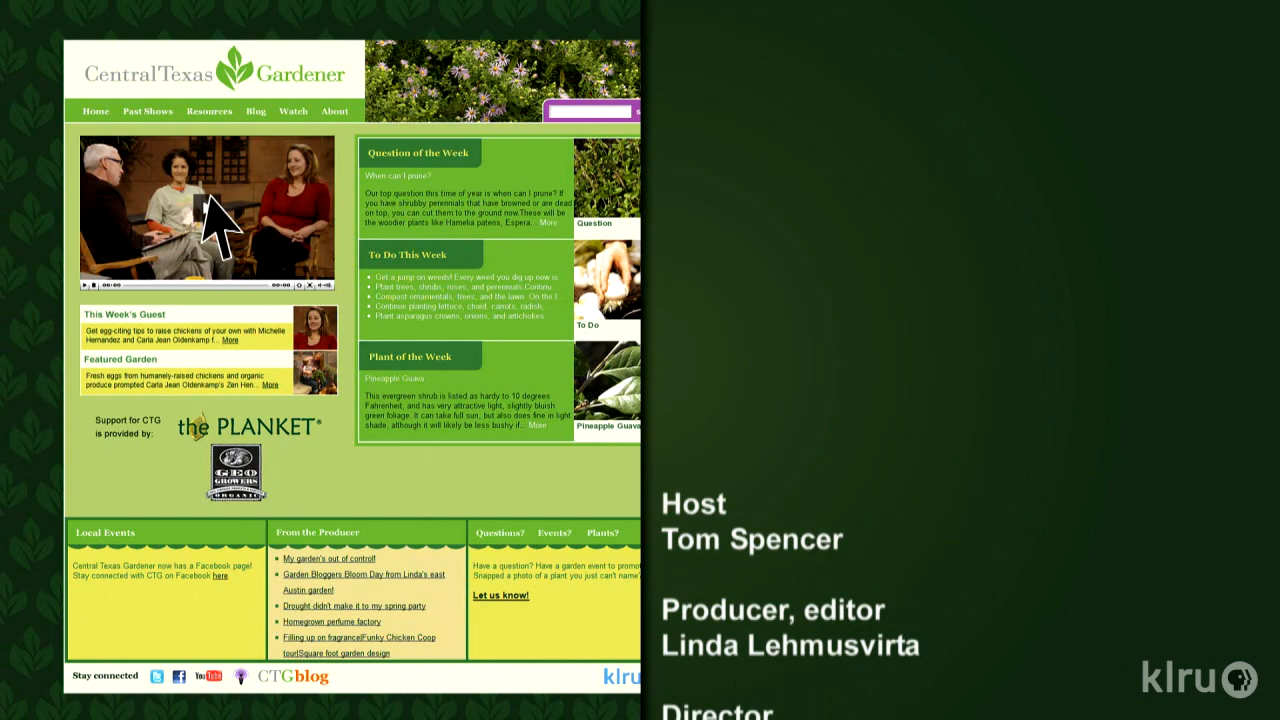 CentralTexas Gardener
Home Past Shows Resources Blog Watch About
Question of the Week
When can I prune?
Our top question this time of year is when can I prune? If
you have shrubby perennials that have browned or are dead
on top, you can cut them to the ground now.These will be
the woodier plants like Hamelia patens, Espera... More
Question
To Do This Week
Get a jump on weeds! Every weed you dig up now is
Plant trees, shrubs, roses, and perennials.Continu...
Compost ornamentals, trees, and the lawn. On the l...
Continue planting lettuce, chard, carrots, radish,
Plant asparagus crowns, onions, and artichokes
To Do
Plant of the Week
Pineapple Guava
This evergreen shrub is listed as hardy to 10 degrees
Fahrenheit, and has very attractive light, slightly bluish
green foliage. It can take full sun, but also does fine in light
shade, although it will likely be less bushy if... More
Pineapple Guava
00:00 00:00
This Week's Guest
Get egg-citing tips to raise chickens of your own with Michelle
Hernandez and Carla Jean Oldenkamp f... More
Featured Garden
Fresh eggs from humanely-raised chickens and organic
produce prompted Carla Jean Oldenkamp's Zen Hen... More
Support for CTG
is provided by:
the PLANKET®
GEO
GROWERS
ORGANIC
Local Events
Central Texas Gardener now has a Facebook page!
Stay connected with CTG on Facebook here
From the Producer
My garden's out of control!
Garden Bloggers Bloom Day from Linda's east
Austin garden!
Drought didn't make it to my spring party
Homegrown perfume factory
Filling up on fragrance|Funky Chicken Coop
tour|Square foot garden design
Questions? Events? Plants?
Have a question? Have a garden event to promot
Snapped a photo of a plant you just can't name?
Let us know!
Stay connected
You Tube
CTGblog
klru
Host
Tom Spencer
Producer, editor
Linda Lehmusvirta
Director
klru